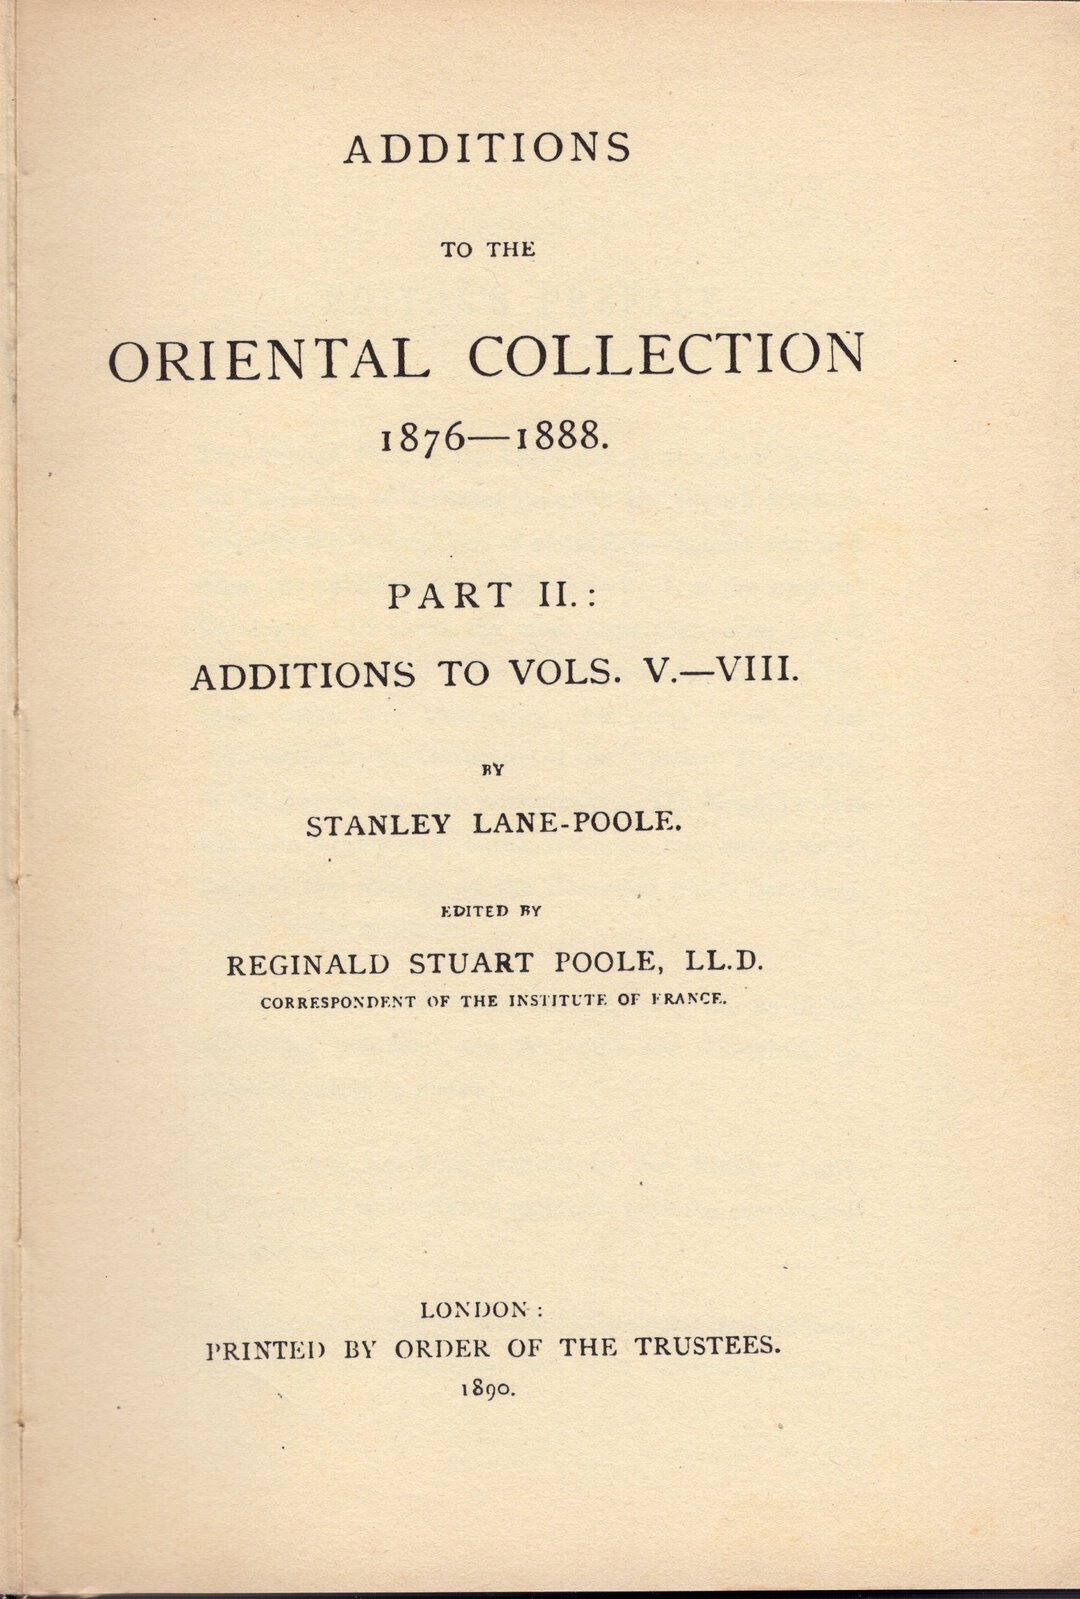 ADDITIONS
TO THE
ORIENTAL COLLECTION
1876—1888.
PART II.:
ADDITIONS TO VOLS. V.—VIII.
BY
STANLEY LANE-POOLE.
EDITED BY
REGINALD STUART POOLE, LL.D.
CORRESPONDENT OF THE INSTITUTE OF FRANCE.
LONDON:
PRINTED BY ORDER OF THE TRUSTEES.
1890.